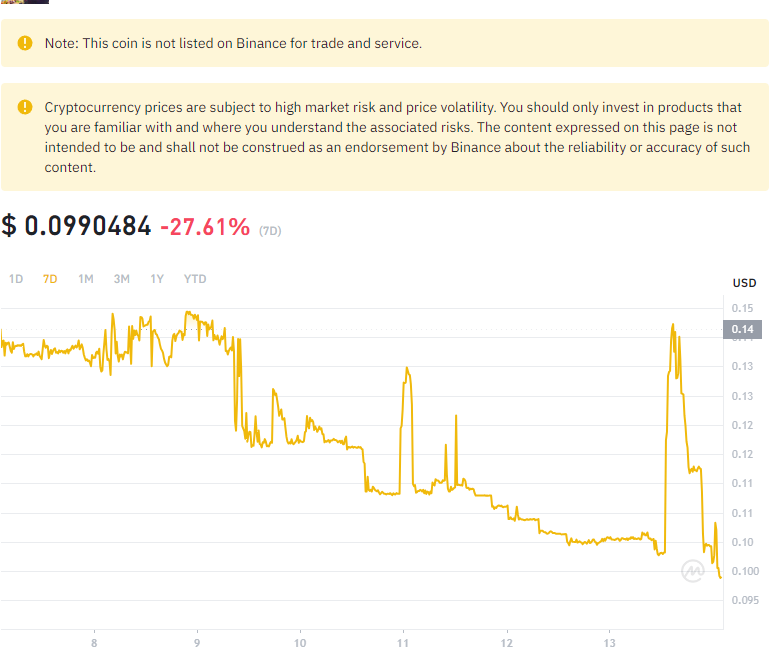 Note: This coin is not listed on Binance for trade and service.
Cryptocurrency prices are subject to high market risk and price volatility. You should only invest in products that
you are familiar with and where you understand the associated risks. The content expressed on this page is not
intended to be and shall not be construed as an endorsement by Binance about the reliability or accuracy of such
content.
$ 0.0990484 -27.61% (7D)
1D 7D 1M 3M 1Y YTD
USD
0.15
0.14
0.13
0.13
0.12
0.12
0.11
0.11
0.10
0.100
0.095
8 9 10 11 12 13